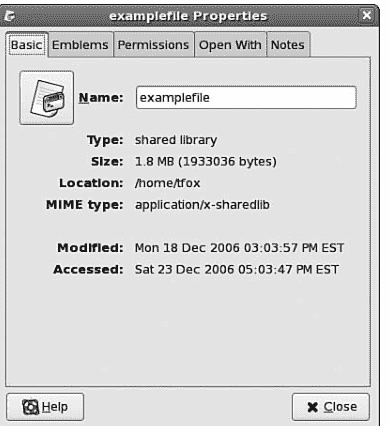 examplefile Properties
Basic Emblems Permissions Open With Notes
Name: examplefile
Type: shared library
Size: 1.8 MB (1933036 bytes)
Location: /home/tfox
MIME type: application/x-sharedlib
Modified: Mon 18 Dec 2006 03:03:57 PM EST
Accessed: Sat 23 Dec 2006 05:03:47 PM EST
Help Close